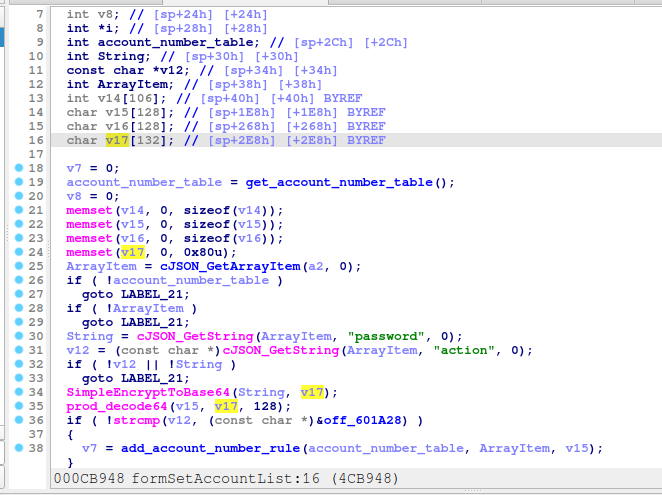 7 int v8; // [sp+24h] [+24h]
8 int *i; // [sp+28h] [+28h]
9 int account_number_table; // [sp+2Ch] [+2Ch]
10 int String; // [sp+30h] [+30h]
11 const char *v12; // [sp+34h] [+34h]
12 int ArrayItem; // [sp+38h] [+38h]
13 int v14[106]; // [sp+40h] [+40h] BYREF
14 char v15[128]; // [sp+1E8h] [+1E8h] BYREF
15 char v16[128]; // [sp+268h] [+268h] BYREF
16 char v17[132]; // [sp+2E8h] [+2E8h] BYREF
17
18 v7 = 0;
19 account_number_table = get_account_number_table();
20 v8 = 0;
21 memset(v14, 0, sizeof(v14));
22 memset(v15, 0, sizeof(v15));
23 memset(v16, 0, sizeof(v16));
24 memset(v17, 0, 0x80u);
25 ArrayItem = cJSON_GetArrayItem(a2, 0);
26 if ( !account_number_table )
27 goto LABEL_21;
28 if ( !ArrayItem )
29 goto LABEL_21;
30 String = cJSON_GetString(ArrayItem, "password", 0);
31 v12 = (const char *)cJSON_GetString(ArrayItem, "action", 0);
32 if ( !v12 || !String )
33 goto LABEL_21;
34 SimpleEncryptToBase64(String, v17);
35 prod_decode64(v15, v17, 128);
36 if ( !strcmp(v12, (const char *)&off_601A28) )
37 {
38 v7 = add_account_number_rule(account_number_table, ArrayItem, v15);
}
000CB948 formSetAccountList:16 (4CB948)